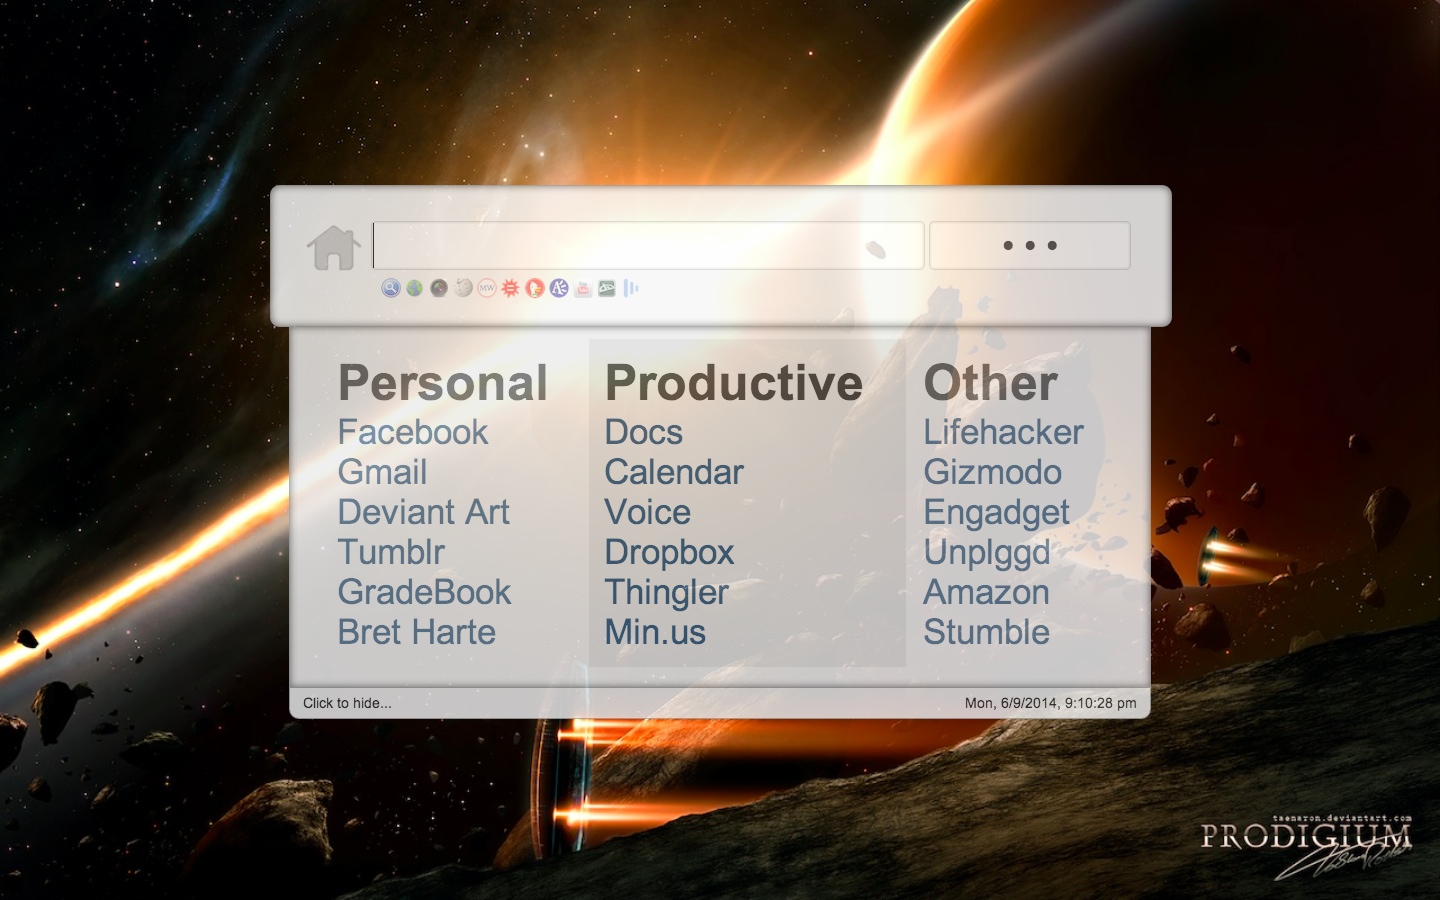 MW
Personal
Facebook
Gmail
Deviant Art
Tumblr
GradeBook
Bret Harte
Productive
Docs
Calendar
Voice
Dropbox
Thingler
Min.us
Other
Lifehacker
Gizmodo
Engadget
Unplggd
Amazon
Stumble
Click to hide...
Mon, 6/9/2014, 9:10:28 pm
taenaron.deviantart.com
PRODIGIUM